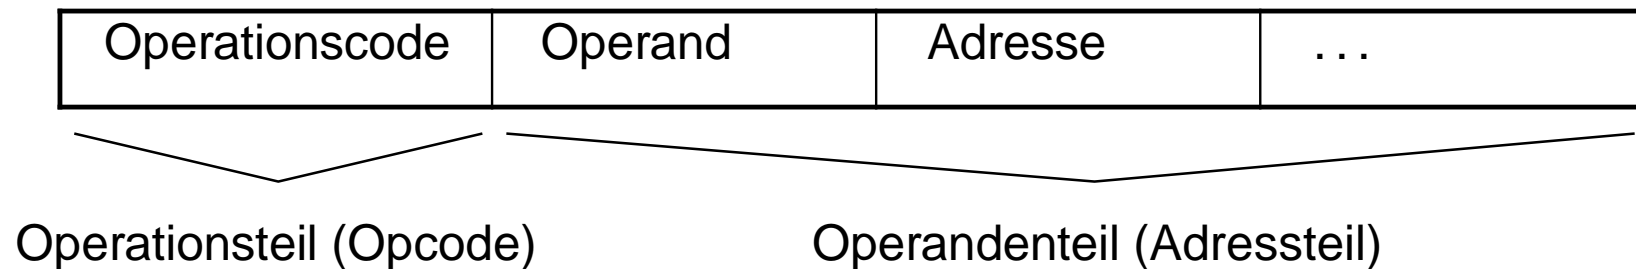 Operationscode Operand Adresse ...
Operationsteil (Opcode) Operandenteil (Adressteil)